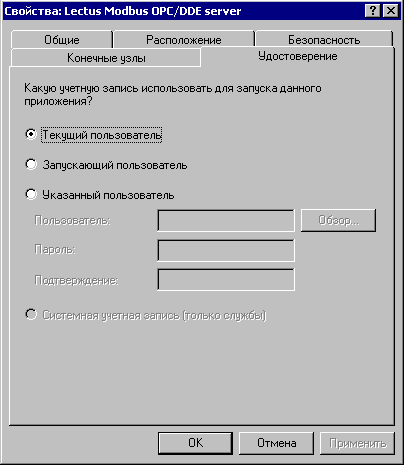 Свойства: Lectus Modbus OPC/DDE server
Общие Расположение Безопасность
Конечные узлы Удостоверение
Какую учетную запись использовать для запуска данного
приложения?
Текущий пользователь
Запускающий пользователь
Указанный пользователь
Пользователь: Обзор...
Пароль:
Подтверждение:
Системная учетная запись (только службы)
OK Отмена Применить